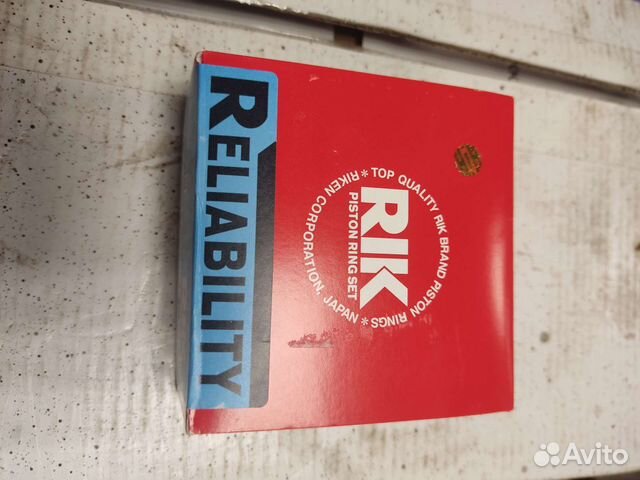 RELIABILITY
*TOP QUALITY RIK BRAND PISTON RINGS*
RIK
PISTON RING SET
RIKEN CORPORATION, JAPAN
Avito